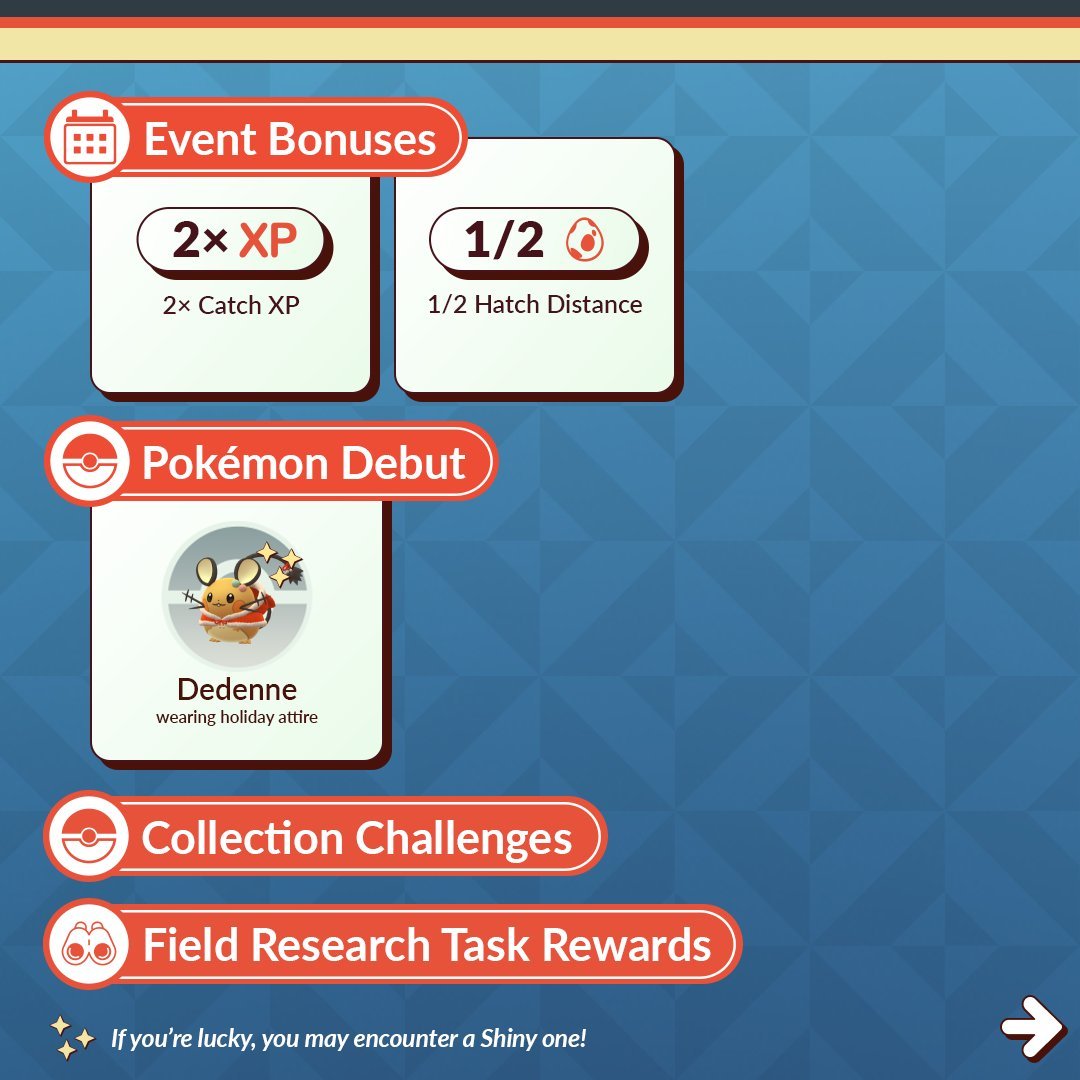 Event Bonuses
2× XP
2× Catch XP
1/2
1/2 Hatch Distance
Pokémon Debut
Dedenne
wearing holiday attire
Collection Challenges
Field Research Task Rewards
If you're lucky, you may encounter a Shiny one!